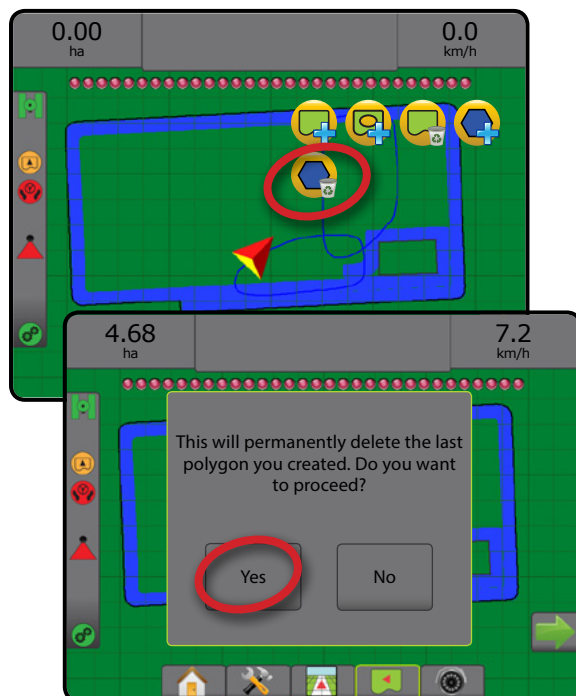 0.00
ha
0.0
km/h
4.68
ha
7.2
km/h
This will permanently delete the last
polygon you created. Do you want
to proceed?
Yes
No